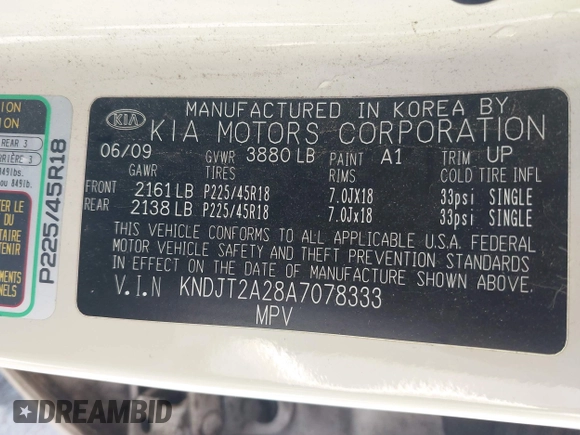 MANUFACTURED IN KOREA BY
KIA KIA MOTORS CORPORATION
06/09 GVWR 3880 LB PAINT A1 TRIM UP
GAWR TIRES RIMS COLD TIRE INFL
FRONT 2161 LB P225/45R18 7.0JX18 33psi SINGLE
REAR 2138 LB P225/45R18 7.0Jx18 33psi SINGLE
THIS VEHICLE CONFORMS TO ALL APPLICABLE U.S.A. FEDERAL
MOTOR VEHICLE SAFETY AND THEFT PREVENTION STANDARDS
IN EFFECT ON THE DATE OF MANUFACTURE SHOWN ABOVE.
V.I.N KNDJT2A28A7078333
MPV
REAR 3
849lbs.
ou 849lb.
P225/45R18
DREAMBID